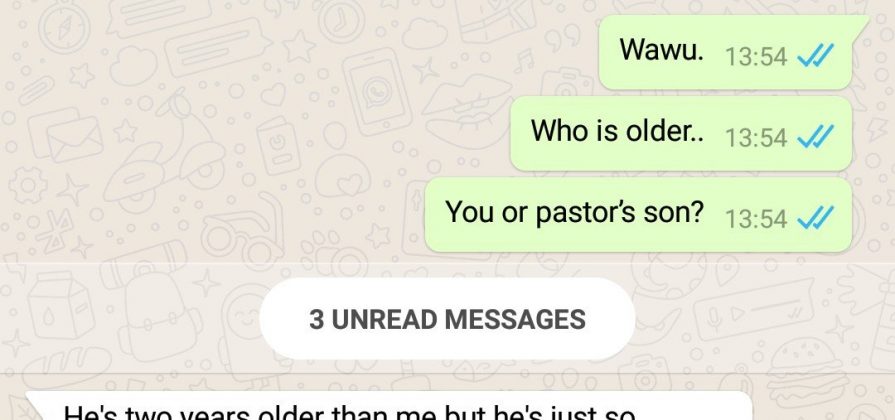 Wawu. 13:54
Who is older.. 13:54
You or pastor's son? 13:54
3 UNREAD MESSAGES
He's two years older than me but he's just so